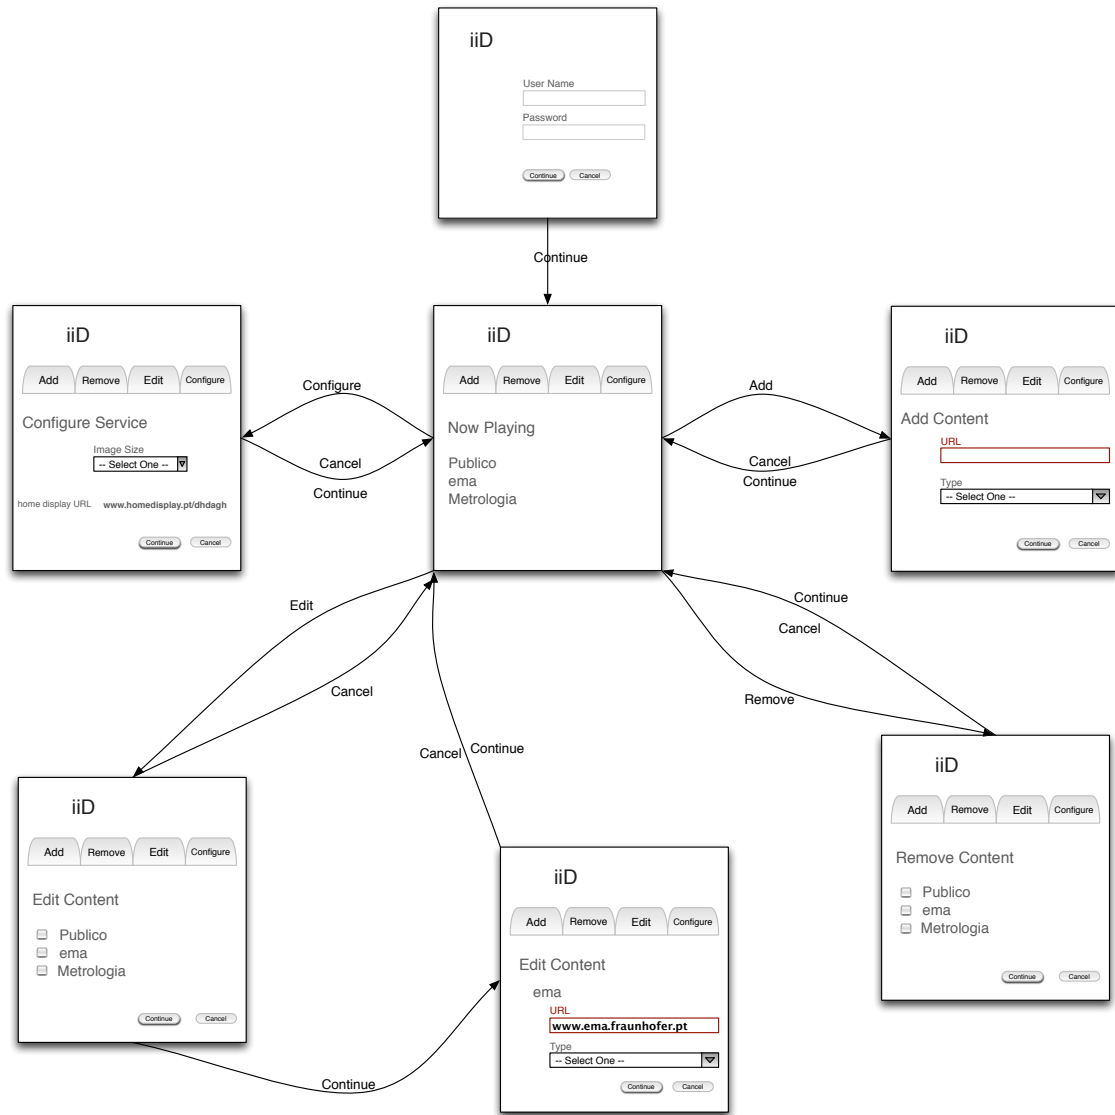 iiD
User Name
Password
Continue Cancel
Continue
iiD
Add Remove Edit Configure
Configure Service
Image Size
-- Select One --
home display URL www.homedisplay.pt/dhdagh
Continue Cancel
Configure
Cancel
Continue
iiD
Add Remove Edit Configure
Now Playing
Publico
ema
Metrologia
Add
Cancel
Continue
iiD
Add Remove Edit Configure
Add Content
URL
Type
-- Select One --
Continue Cancel
Edit
Cancel
Cancel Continue
Continue
Cancel
Remove
iiD
Add Remove Edit Configure
Edit Content
Publico
ema
Metrologia
Continue Cancel
Continue
iiD
Add Remove Edit Configure
Edit Content
ema
URL
www.ema.fraunhofer.pt
Type
-- Select One --
Continue Cancel
iiD
Add Remove Edit Configure
Remove Content
Publico
ema
Metrologia
Continue Cancel